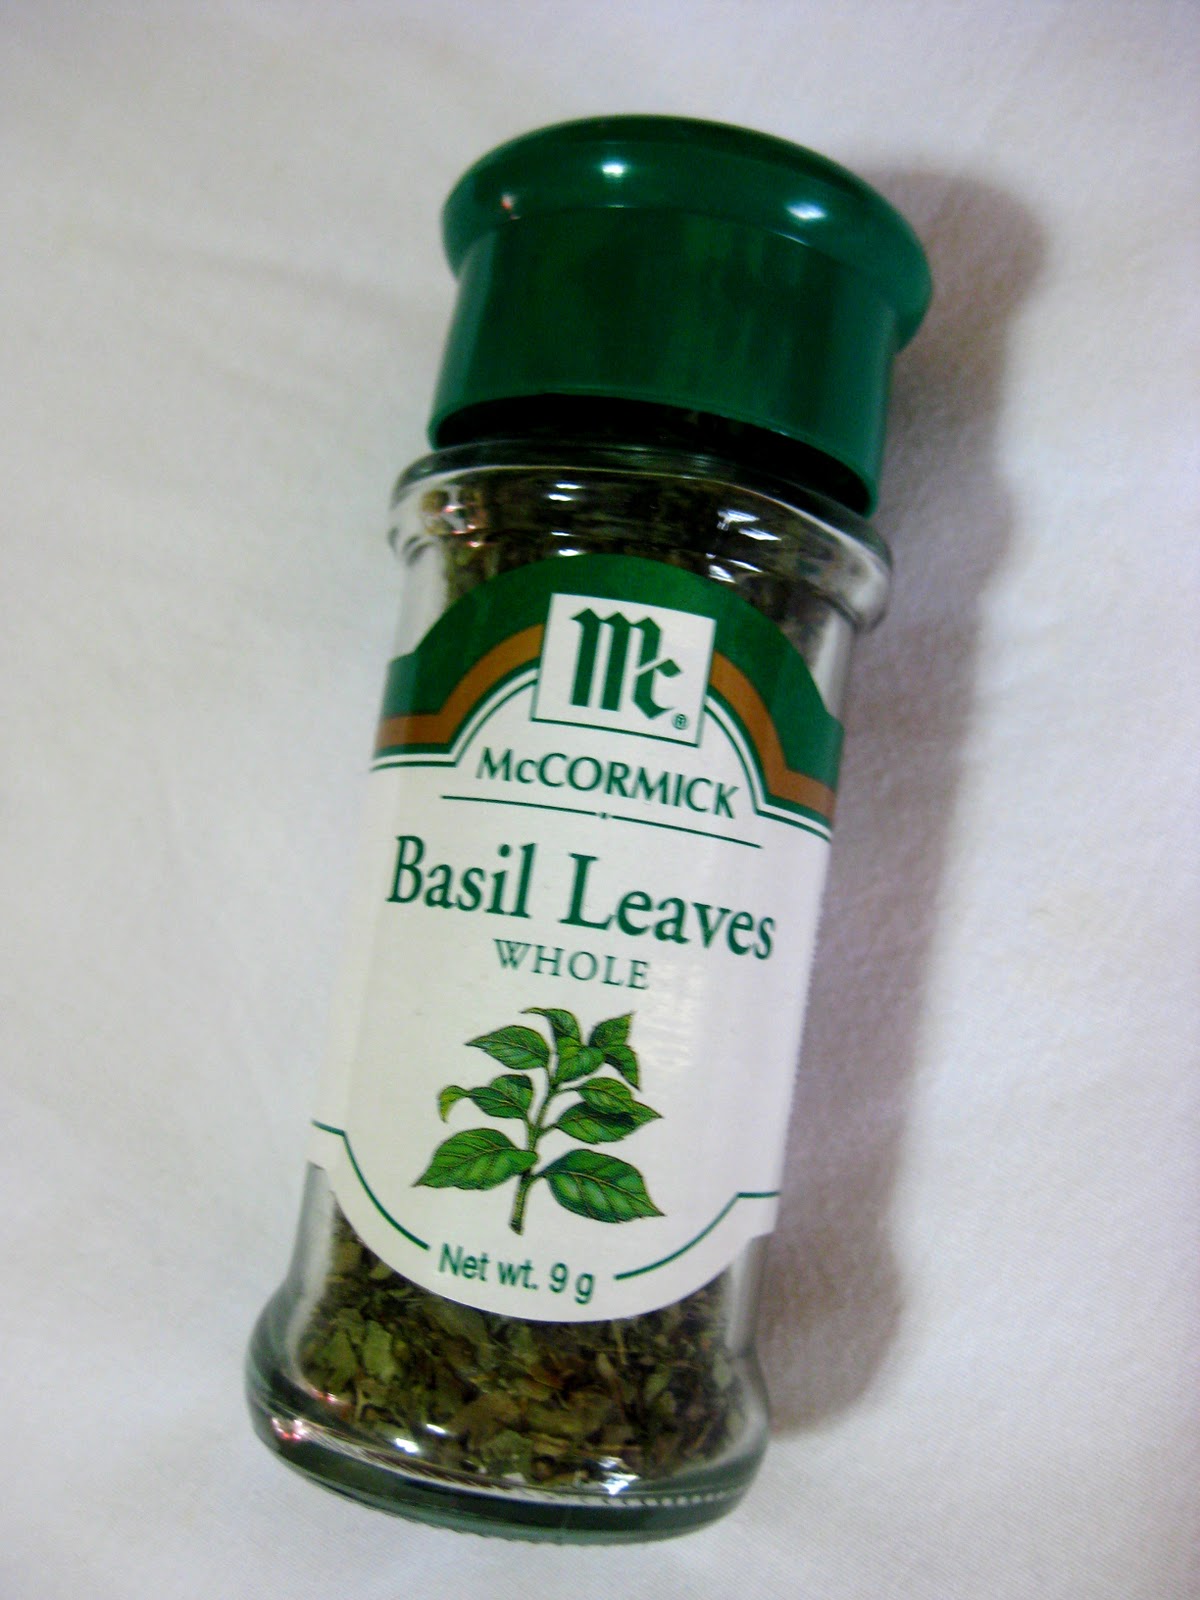 Mc®
McCORMICK
Basil Leaves
WHOLE
Net wt. 9 g